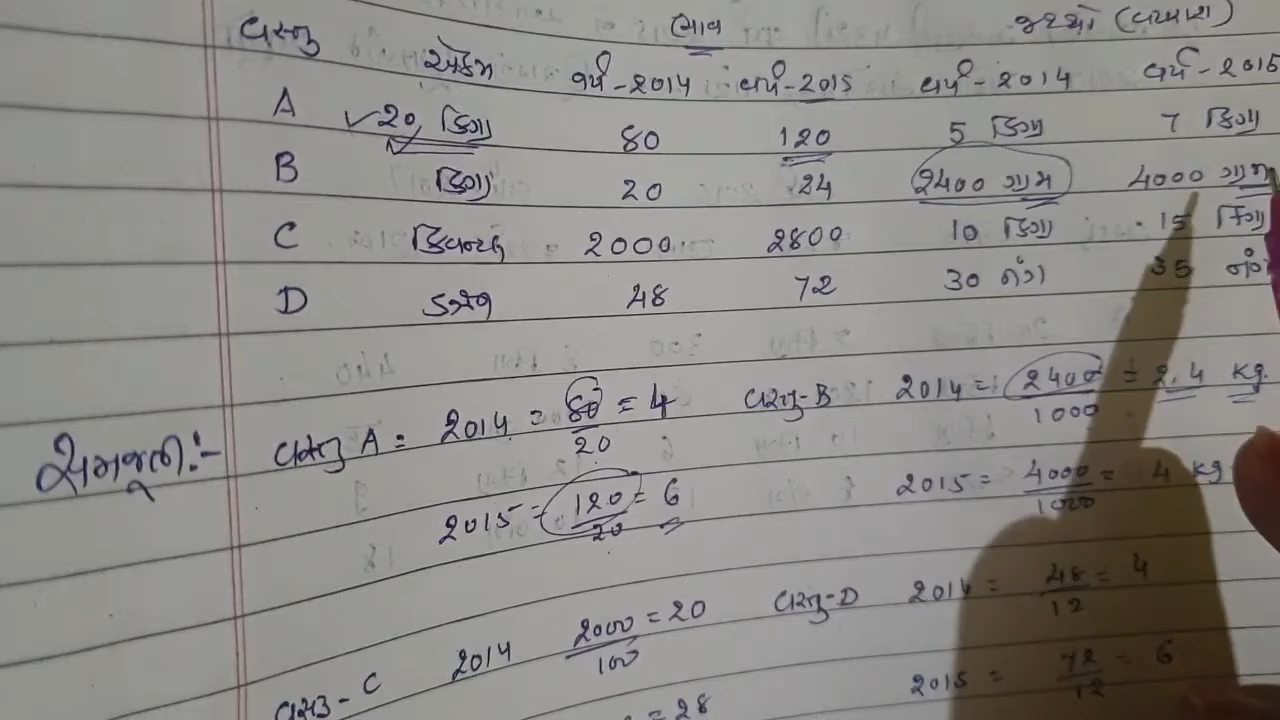 ભાવ જથ્થો (વપરાશ)
વસ્તુ એકમ વર્ષ-2014 વર્ષ-2015 વર્ષ-2014 વર્ષ-2015
A 20 કિગ્રા 80 120 5 કિગ્રા 7 કિગ્રા
B કિગ્રા 20 24 2400 ગ્રામ 4000 ગ્રામ
C ક્વિન્ટલ 2000 2800 10 કિગ્રા 15 કિગ્રા
D ડઝન 48 72 30 નંગ 35 નંગ
સમજૂતી:- વસ્તુ A = 2014 = 80/20 = 4 વસ્તુ-B 2014 = 2400/1000 = 2.4 kg.
2015 = 120/20 = 6 2015 = 4000/1000 = 4 kg
વસ્તુ-C 2014 2000/100 = 20 વસ્તુ-D 2014 = 48/12 = 4
= 28 2015 = 72/12 = 6